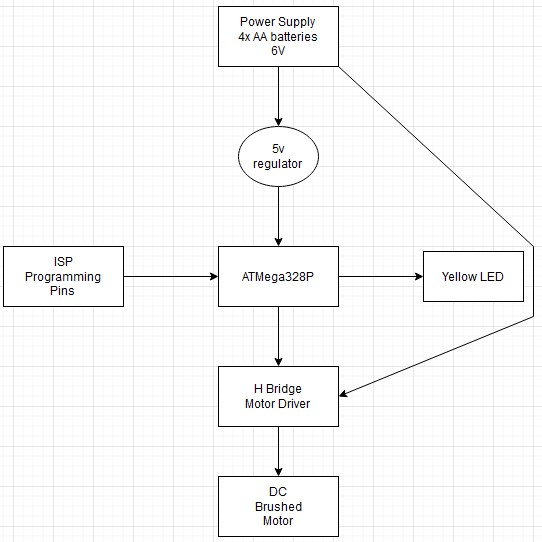 Power Supply
4x AA batteries
6V
5v
regulator
ISP
Programming
Pins
ATMega328P
Yellow LED
H Bridge
Motor Driver
DC
Brushed
Motor